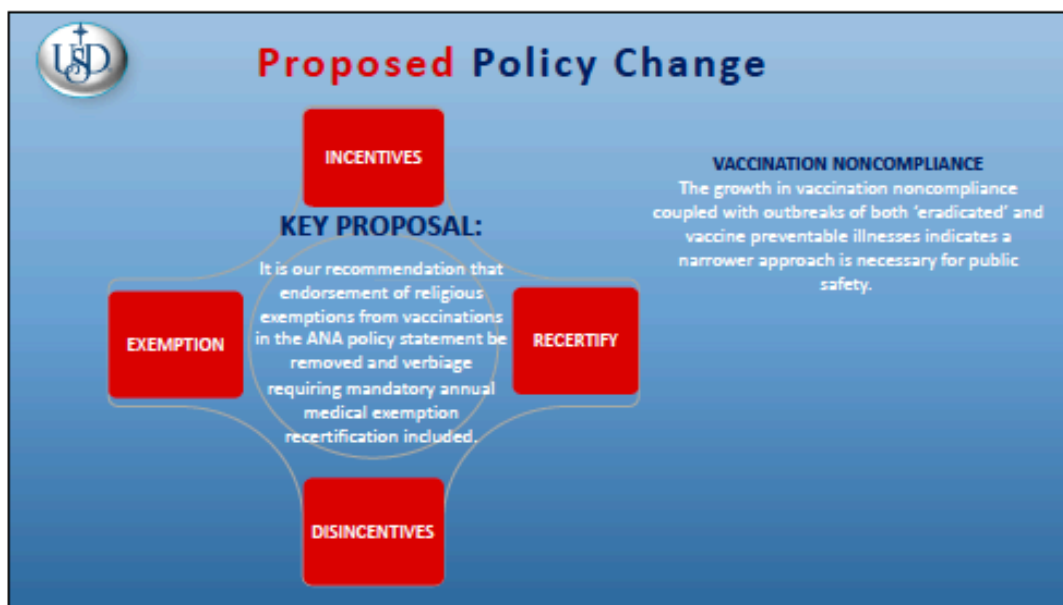 USD
Proposed Policy Change
INCENTIVES
KEY PROPOSAL:
It is our recommendation that
endorsement of religious
exemptions from vaccinations
in the ANA policy statement be
removed and verbiage
requiring mandatory annual
medical exemption
recertification included.
EXEMPTION
RECERTIFY
DISINCENTIVES
VACCINATION NONCOMPLIANCE
The growth in vaccination noncompliance
coupled with outbreaks of both ‘eradicated’ and
vaccine preventable illnesses indicates a
narrower approach is necessary for public
safety.